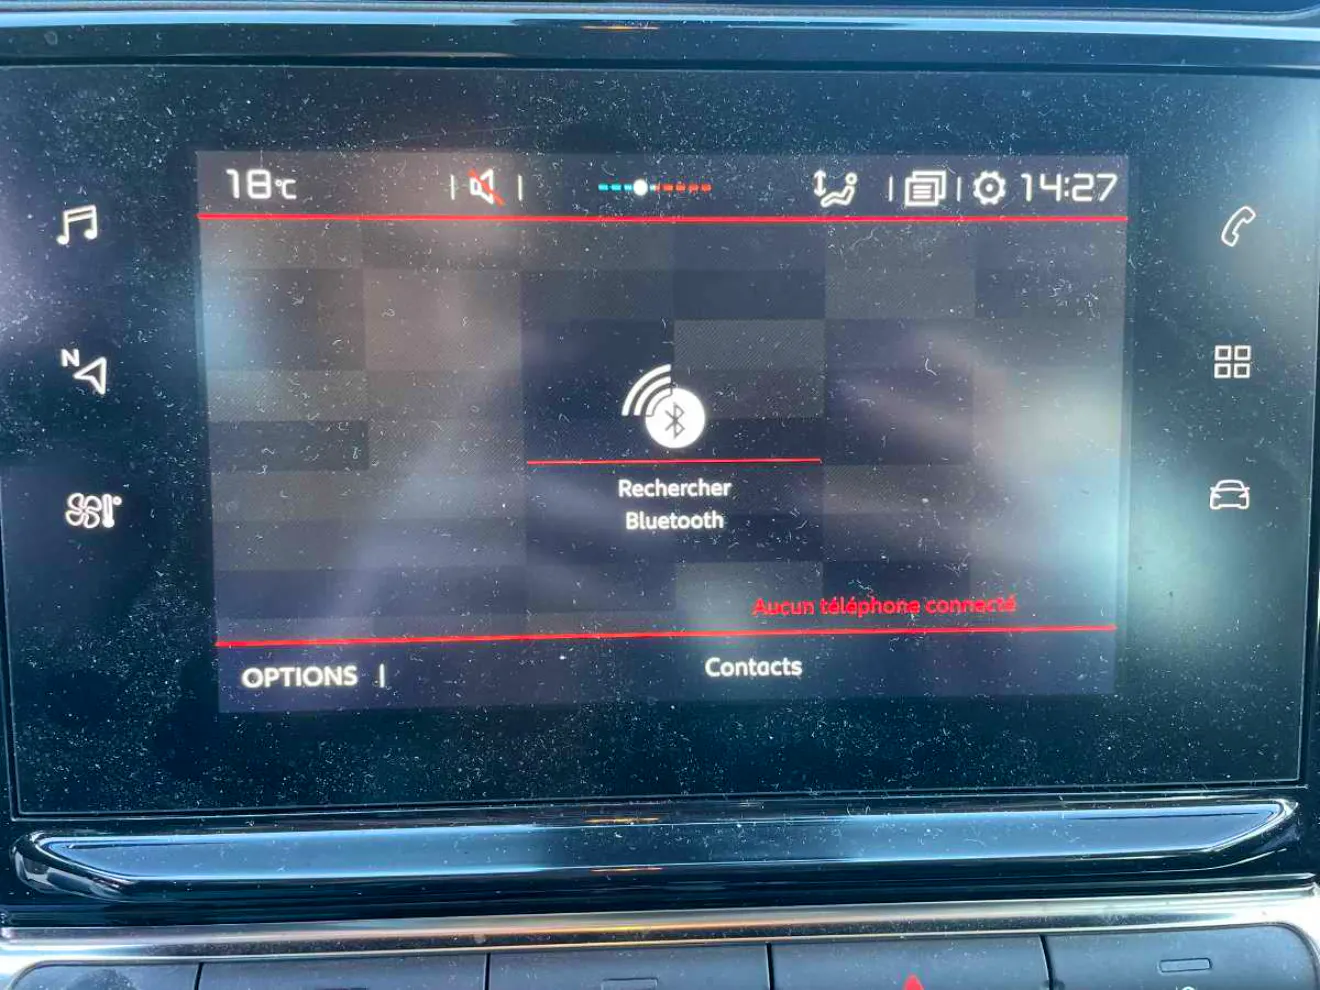 18°C 14:27
N
Rechercher
Bluetooth
Aucun téléphone connecté
OPTIONS
Contacts